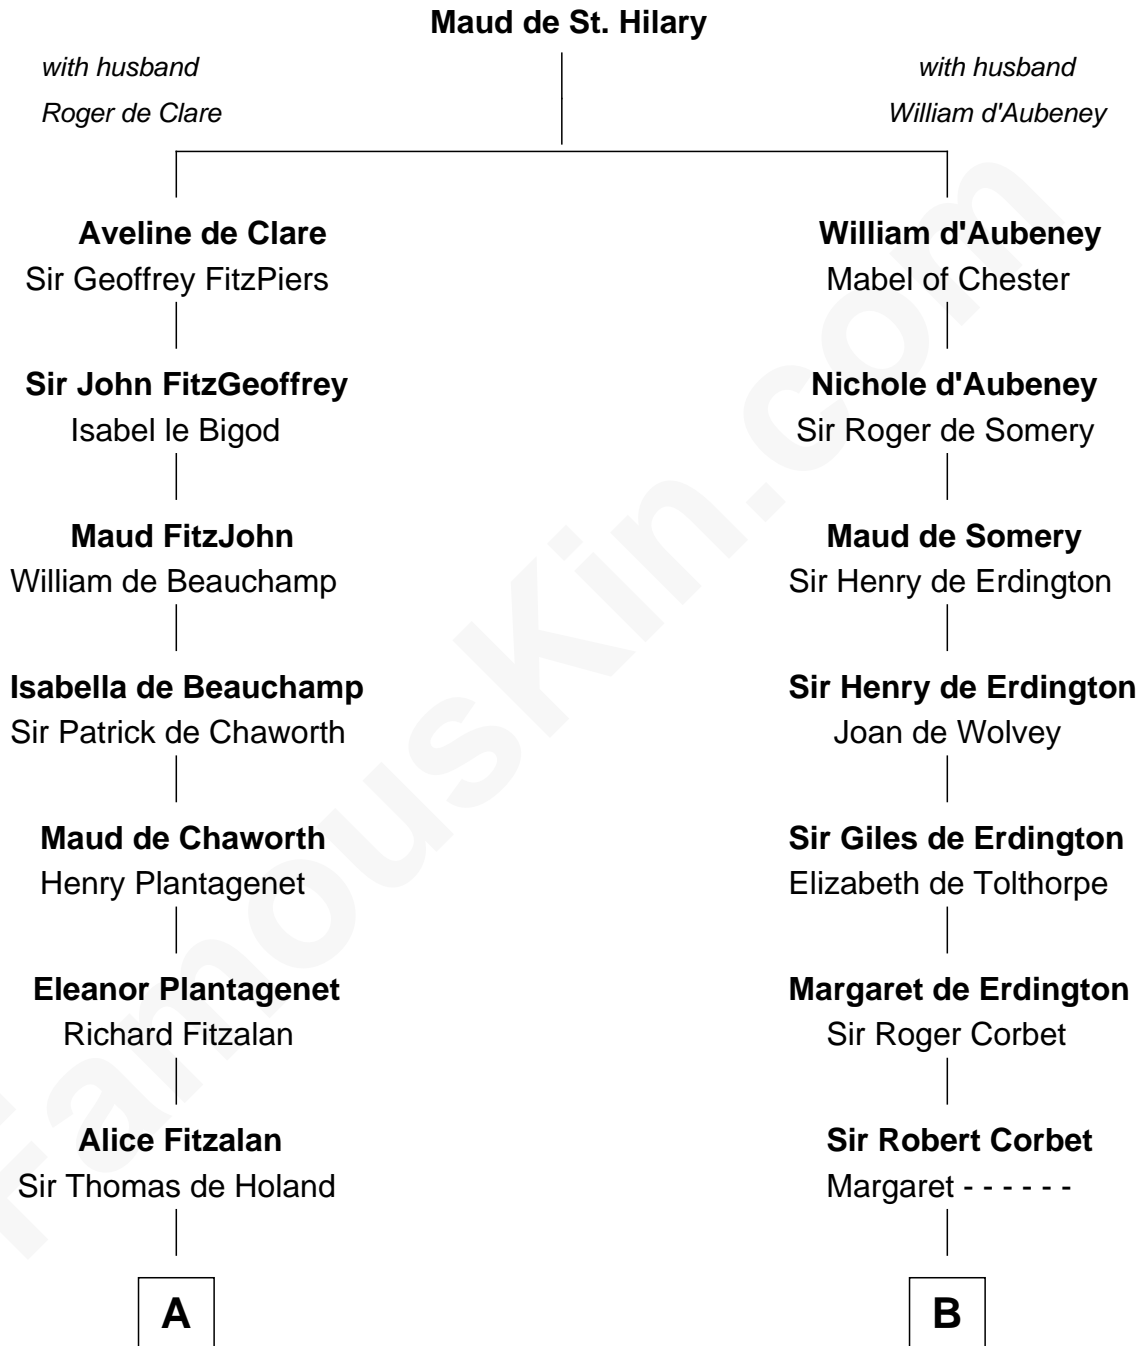 Maud de St. Hilary
with husband
Roger de Clare
with husband
William d'Aubeney
Aveline de Clare
Sir Geoffrey FitzPiers
William d'Aubeney
Mabel of Chester
Sir John FitzGeoffrey
Isabel le Bigod
Nichole d'Aubeney
Sir Roger de Somery
Maud FitzJohn
William de Beauchamp
Maud de Somery
Sir Henry de Erdington
Isabella de Beauchamp
Sir Patrick de Chaworth
Sir Henry de Erdington
Joan de Wolvey
Maud de Chaworth
Henry Plantagenet
Sir Giles de Erdington
Elizabeth de Tolthorpe
Eleanor Plantagenet
Richard Fitzalan
Margaret de Erdington
Sir Roger Corbet
Alice Fitzalan
Sir Thomas de Holand
Sir Robert Corbet
Margaret - - - - - -
A
B
FamousKin.com